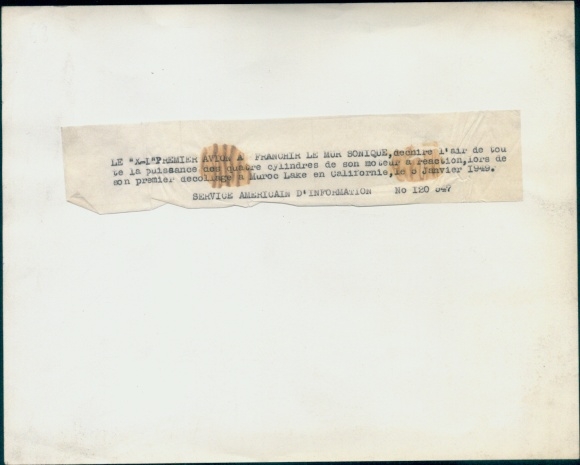 LE "X-1" PREMIER AVION A FRANCHIR LE MUR SONIQUE, dechire l'air de tou
te la puissance des quatre cylindres de son moteur a reaction, lors de
son premier decollage a Muroc Lake en Californie, le 5 Janvier 1949.
SERVICE AMERICAIN D'INFORMATION No 120 547